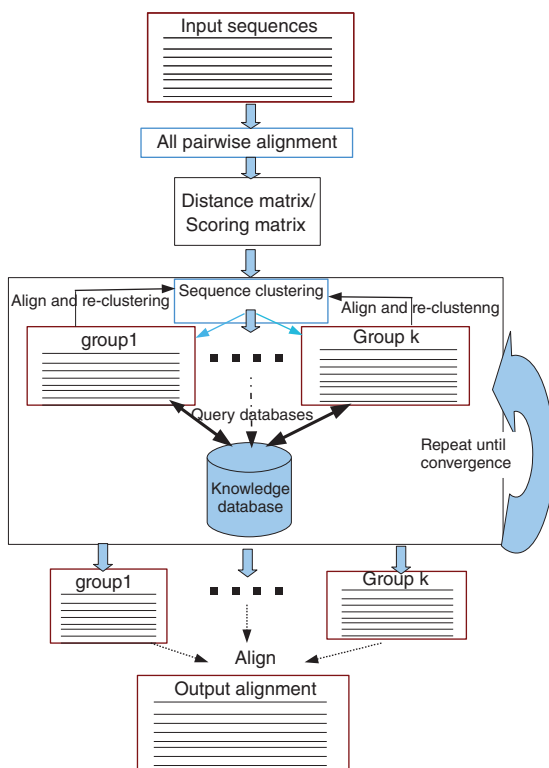 Input sequences
All pairwise alignment
Distance matrix/
Scoring matrix
Sequence clustering
Align and re-clustering
Align and re-clustenng
group1
Group k
Query databases
Repeat until
convergence
Knowledge
database
group1
Group k
Align
Output alignment